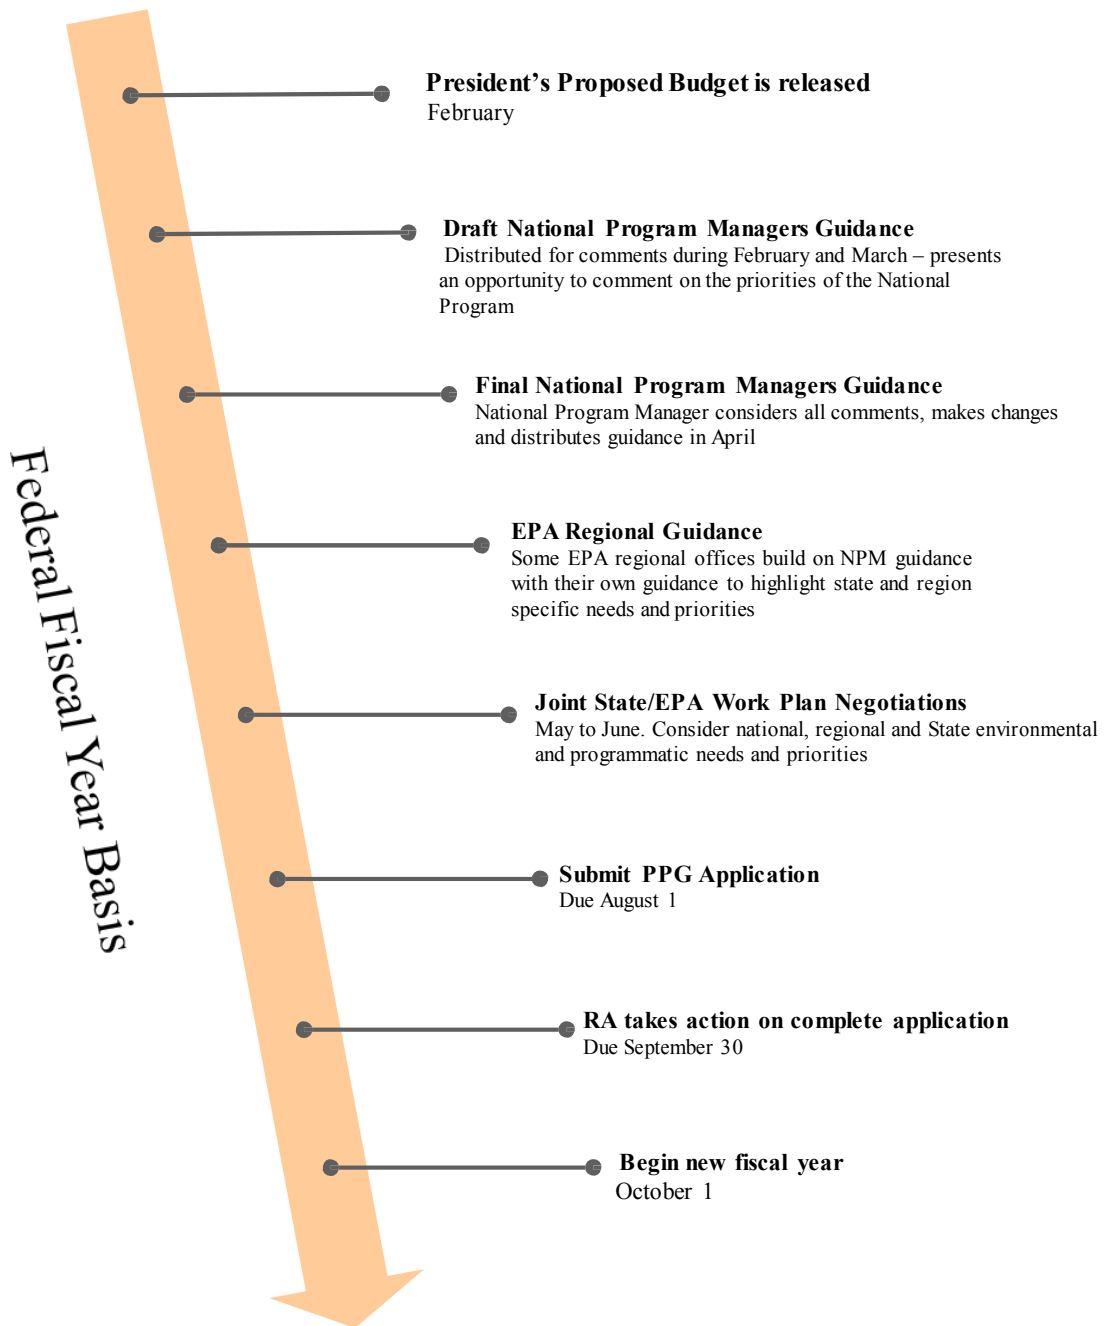 President’s Proposed Budget is released
February
Draft National Program Managers Guidance
Distributed for comments during February and March – presents
an opportunity to comment on the priorities of the National
Program
Final National Program Managers Guidance
National Program Manager considers all comments, makes changes
and distributes guidance in April
EPA Regional Guidance
Some EPA regional offices build on NPM guidance
with their own guidance to highlight state and region
specific needs and priorities
Joint State/EPA Work Plan Negotiations
May to June. Consider national, regional and State environmental
and programmatic needs and priorities
Submit PPG Application
Due August 1
RA takes action on complete application
Due September 30
Begin new fiscal year
October 1
Federal Fiscal Year Basis